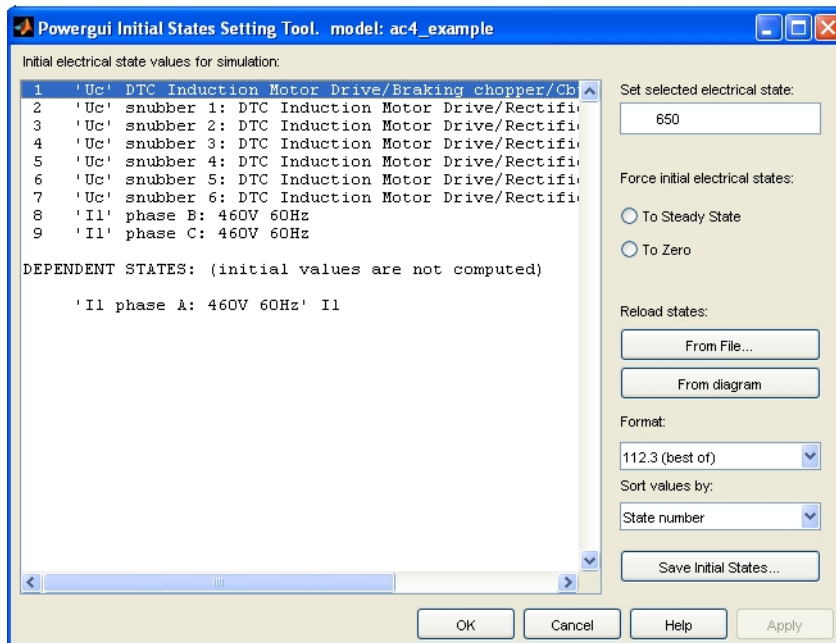 Powergui Initial States Setting Tool. model: ac4_example
Initial electrical state values for simulation:
1 'Uc' DTC Induction Motor Drive/Braking chopper/Cb
2 'Uc' snubber 1: DTC Induction Motor Drive/Rectifi
3 'Uc' snubber 2: DTC Induction Motor Drive/Rectifi
4 'Uc' snubber 3: DTC Induction Motor Drive/Rectifi
5 'Uc' snubber 4: DTC Induction Motor Drive/Rectifi
6 'Uc' snubber 5: DTC Induction Motor Drive/Rectifi
7 'Uc' snubber 6: DTC Induction Motor Drive/Rectifi
8 'Il' phase B: 460V 60Hz
9 'Il' phase C: 460V 60Hz
DEPENDENT STATES: (initial values are not computed)
'Il phase A: 460V 60Hz' Il
Set selected electrical state:
650
Force initial electrical states:
To Steady State
To Zero
Reload states:
From File...
From diagram
Format:
112.3 (best of)
Sort values by:
State number
Save Initial States...
OK
Cancel
Help
Apply